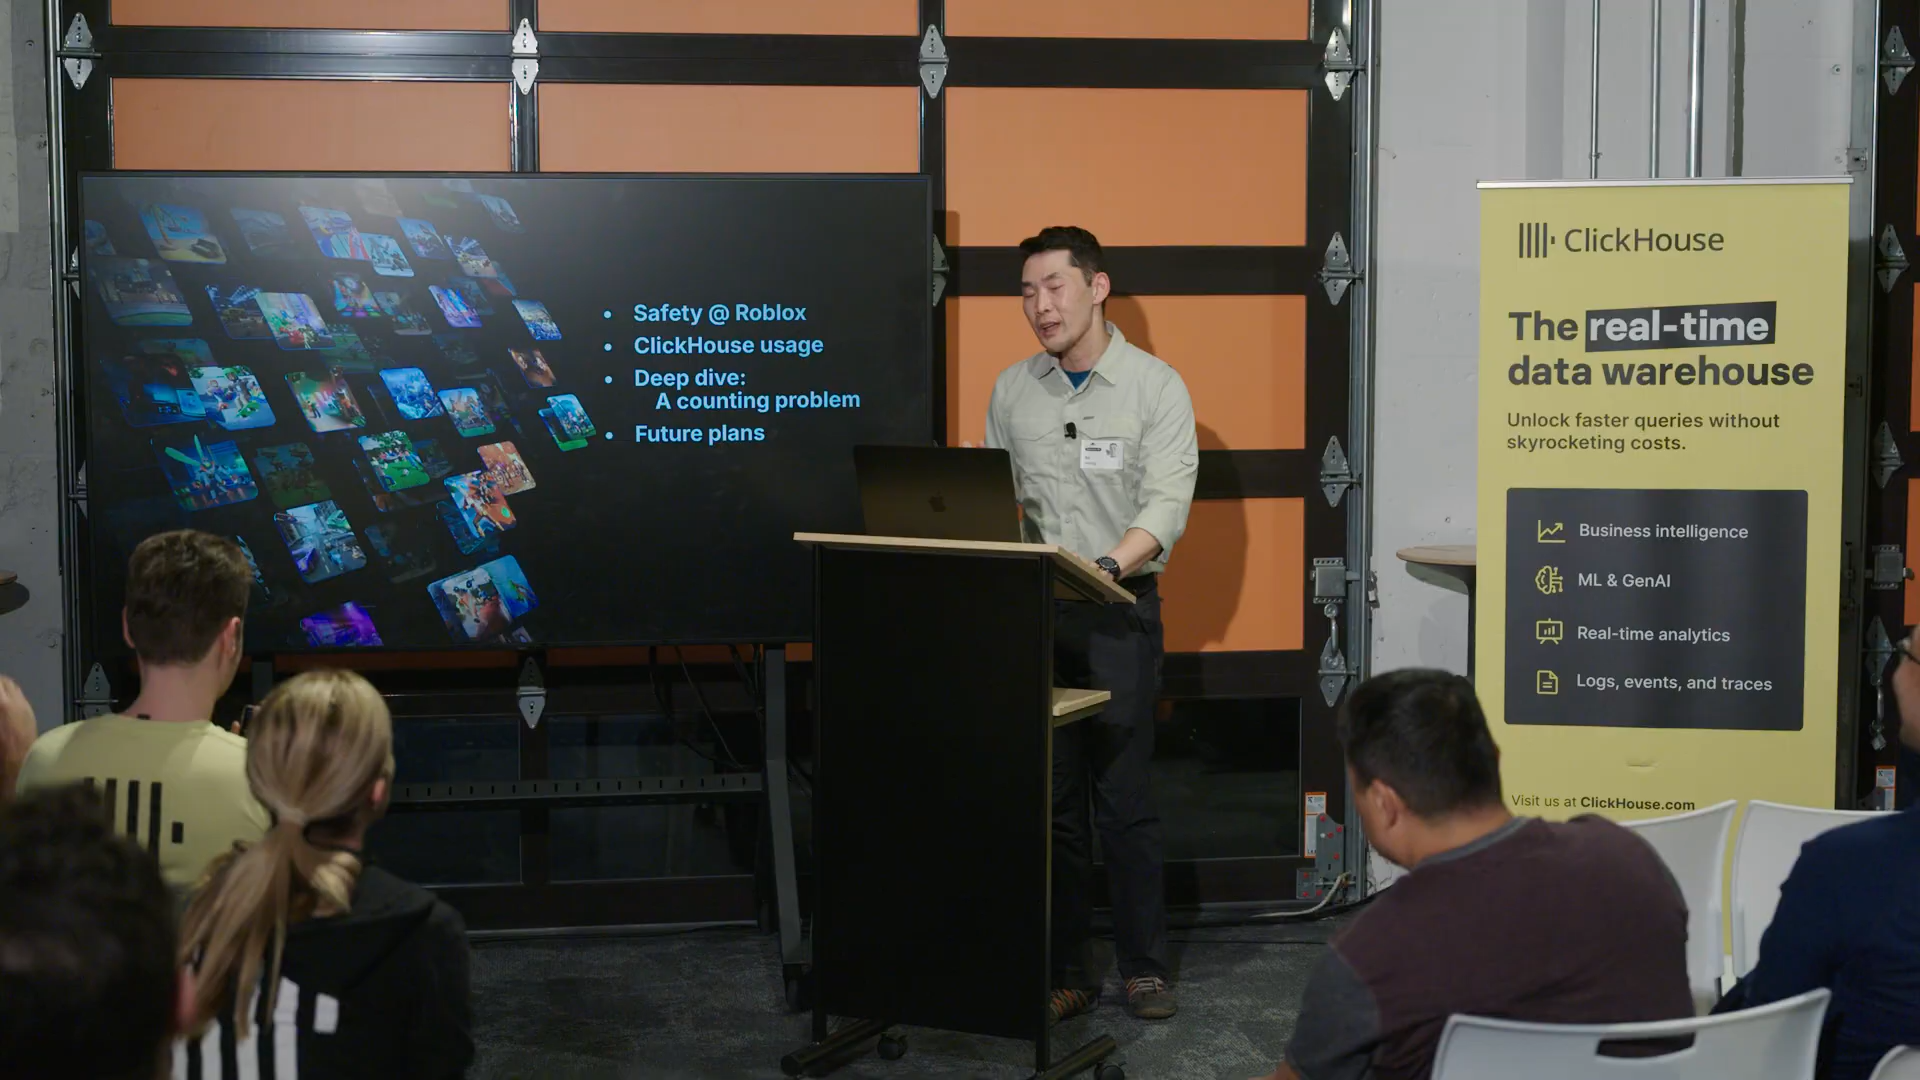 Safety @ Roblox
ClickHouse usage
Deep dive:
A counting problem
Future plans
ClickHouse
The real-time
data warehouse
Unlock faster queries without
skyrocketing costs.
Business intelligence
ML & GenAI
Real-time analytics
Logs, events, and traces
Visit us at ClickHouse.com